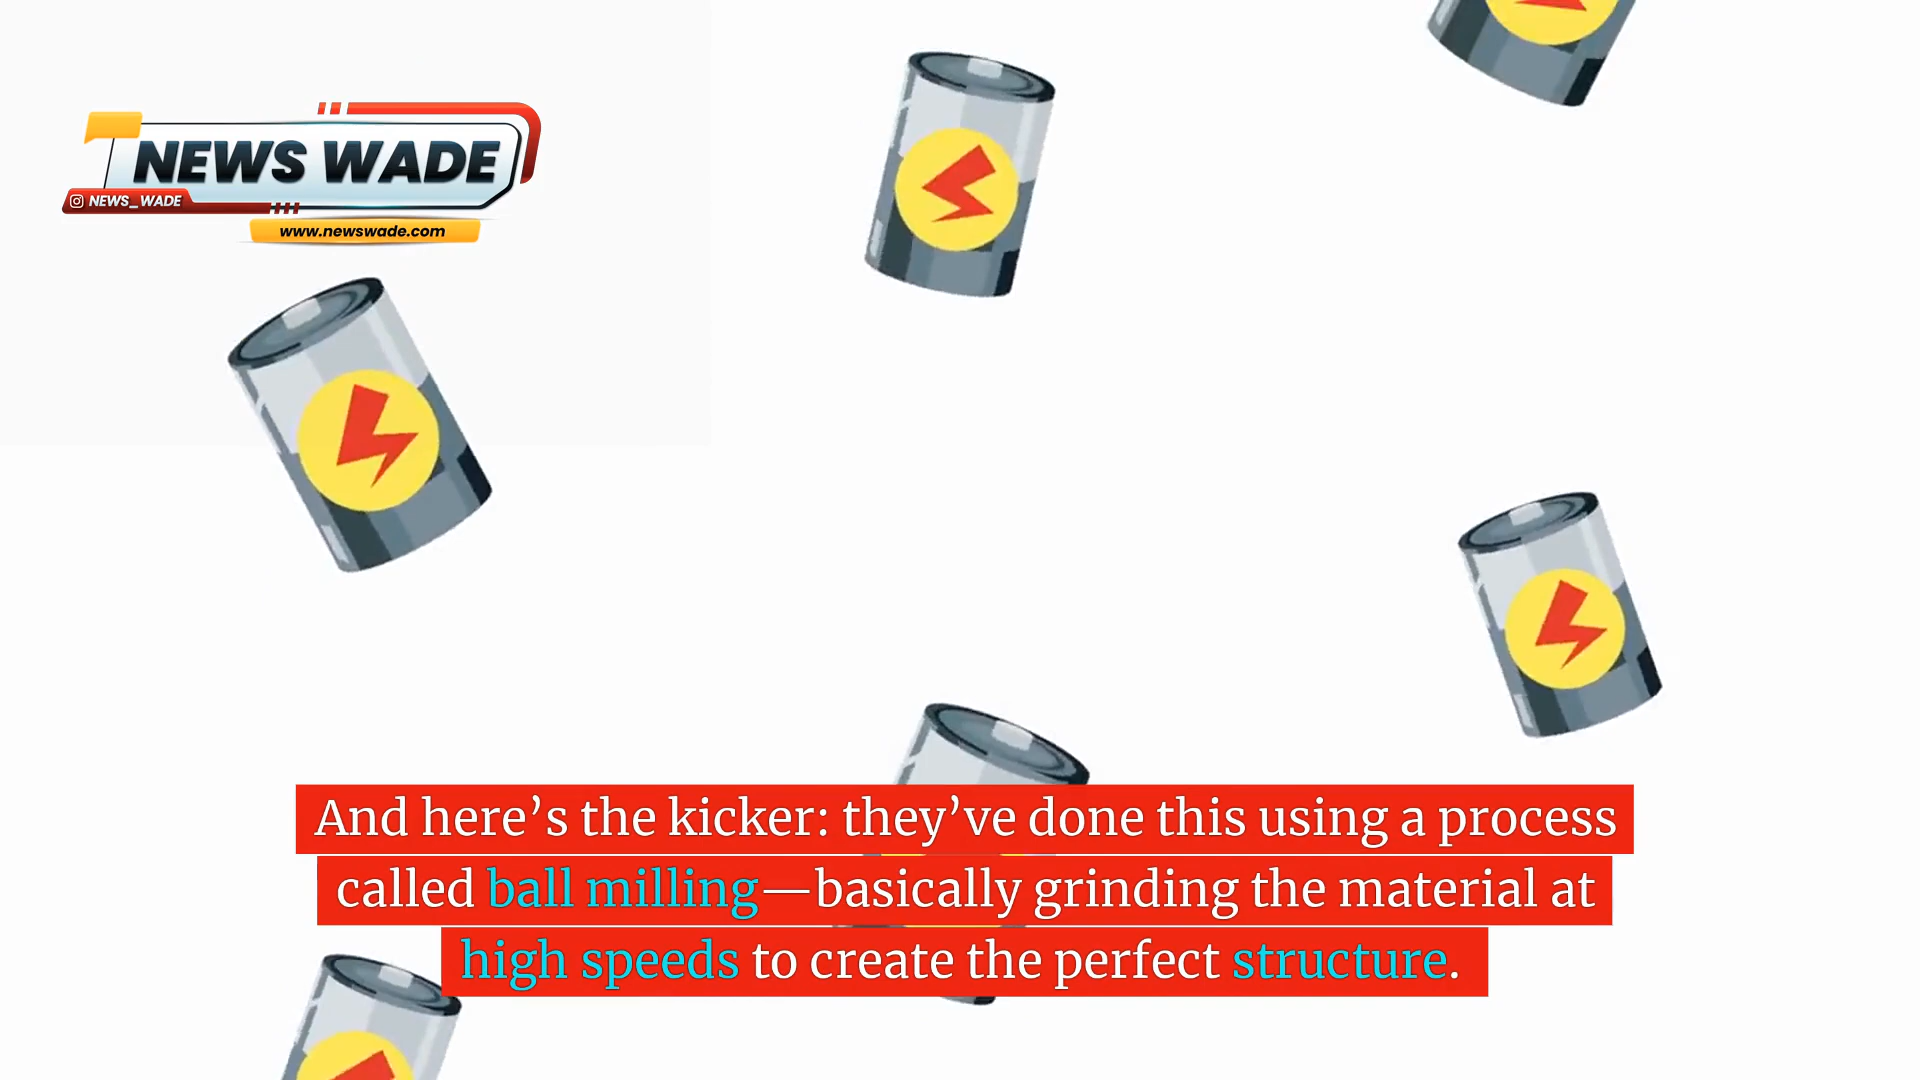 NEWS WADE
NEWS_WADE
www.newswade.com
And here’s the kicker: they’ve done this using a process
called ball milling—basically grinding the material at
high speeds to create the perfect structure.